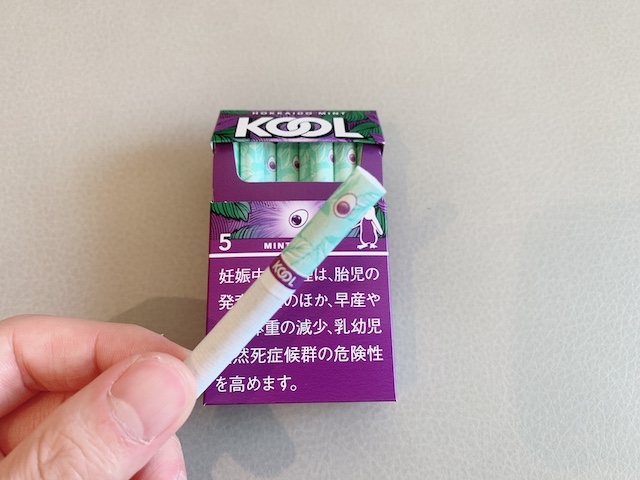 HOKKAIDO MINT
KOOL
5
MINT
KOOL
妊娠中 は、胎児の
発 のほか、早産や
重の減少、乳幼児
然死症候群の危険性
を高めます。